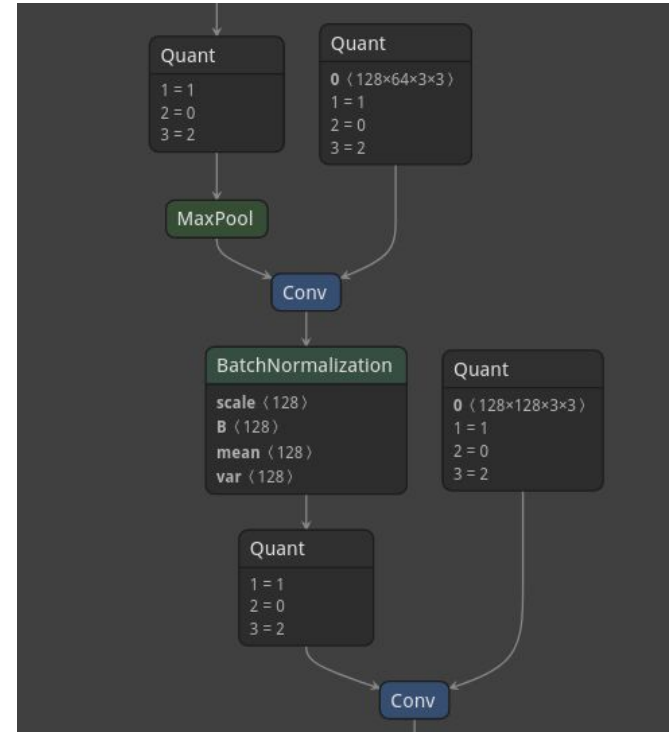 Quant
1 = 1
2 = 0
3 = 2
Quant
0 ⟨128×64×3×3⟩
1 = 1
2 = 0
3 = 2
MaxPool
Conv
BatchNormalization
scale ⟨128⟩
B ⟨128⟩
mean ⟨128⟩
var ⟨128⟩
Quant
0 ⟨128×128×3×3⟩
1 = 1
2 = 0
3 = 2
Quant
1 = 1
2 = 0
3 = 2
Conv